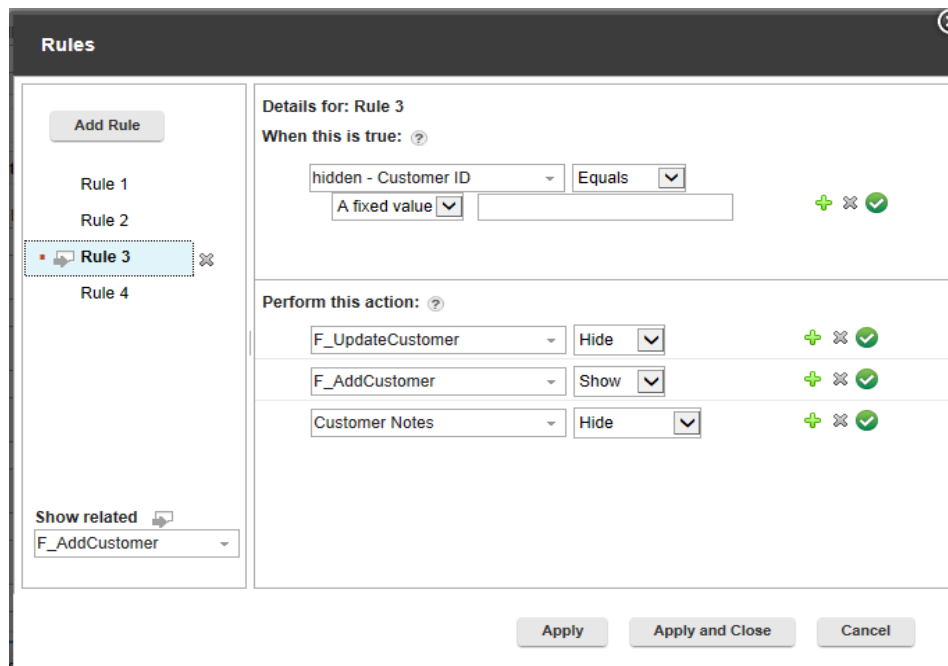 Rules
Add Rule
Rule 1
Rule 2
Rule 3
Rule 4
Show related
F_AddCustomer
Details for: Rule 3
When this is true: ?
hidden - Customer ID Equals
A fixed value
Perform this action: ?
F_UpdateCustomer Hide
F_AddCustomer Show
Customer Notes Hide
Apply Apply and Close Cancel